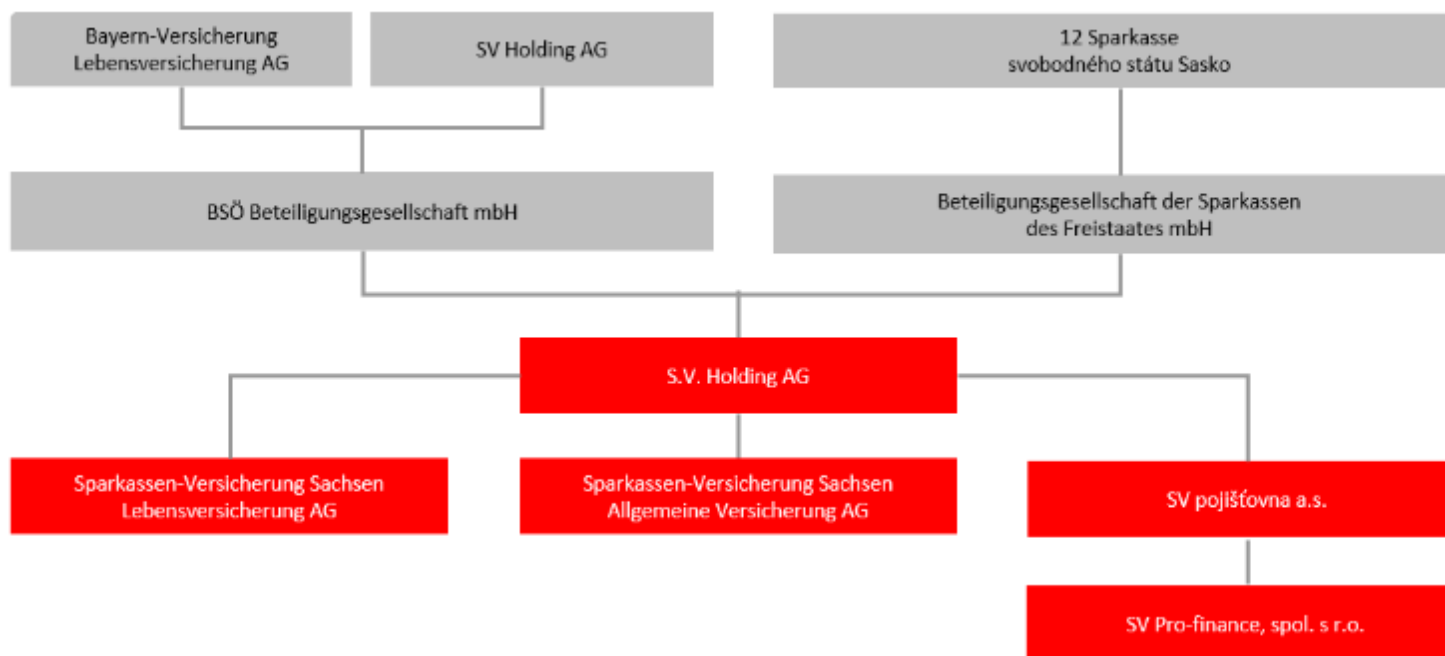 Bayern-Versicherung
Lebensversicherung AG
SV Holding AG
12 Sparkasse
svobodného státu Sasko
BSÖ Beteiligungsgesellschaft mbH
Beteiligungsgesellschaft der Sparkassen
des Freistaates mbH
S.V. Holding AG
Sparkassen-Versicherung Sachsen
Lebensversicherung AG
Sparkassen-Versicherung Sachsen
Allgemeine Versicherung AG
SV pojišťovna a.s.
SV Pro-finance, spol. s r.o.